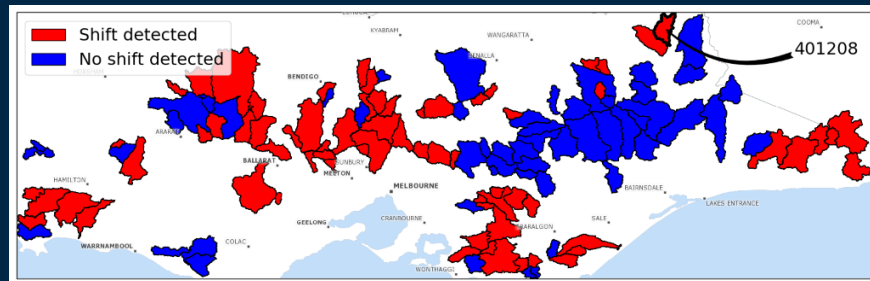 Shift detected
No shift detected
KYABRAM
WANGARATTA
COOMA
BENALLA
401208
BENDIGO
ARARAT
BALLARAT
SUNBURY
MELTON
HAMILTON
MELBOURNE
BAIRNSDALE
LAKES ENTRANCE
GEELONG
CRANBOURNE
SALE
WARRNAMBOOL
COLAC
WONTHAGGI